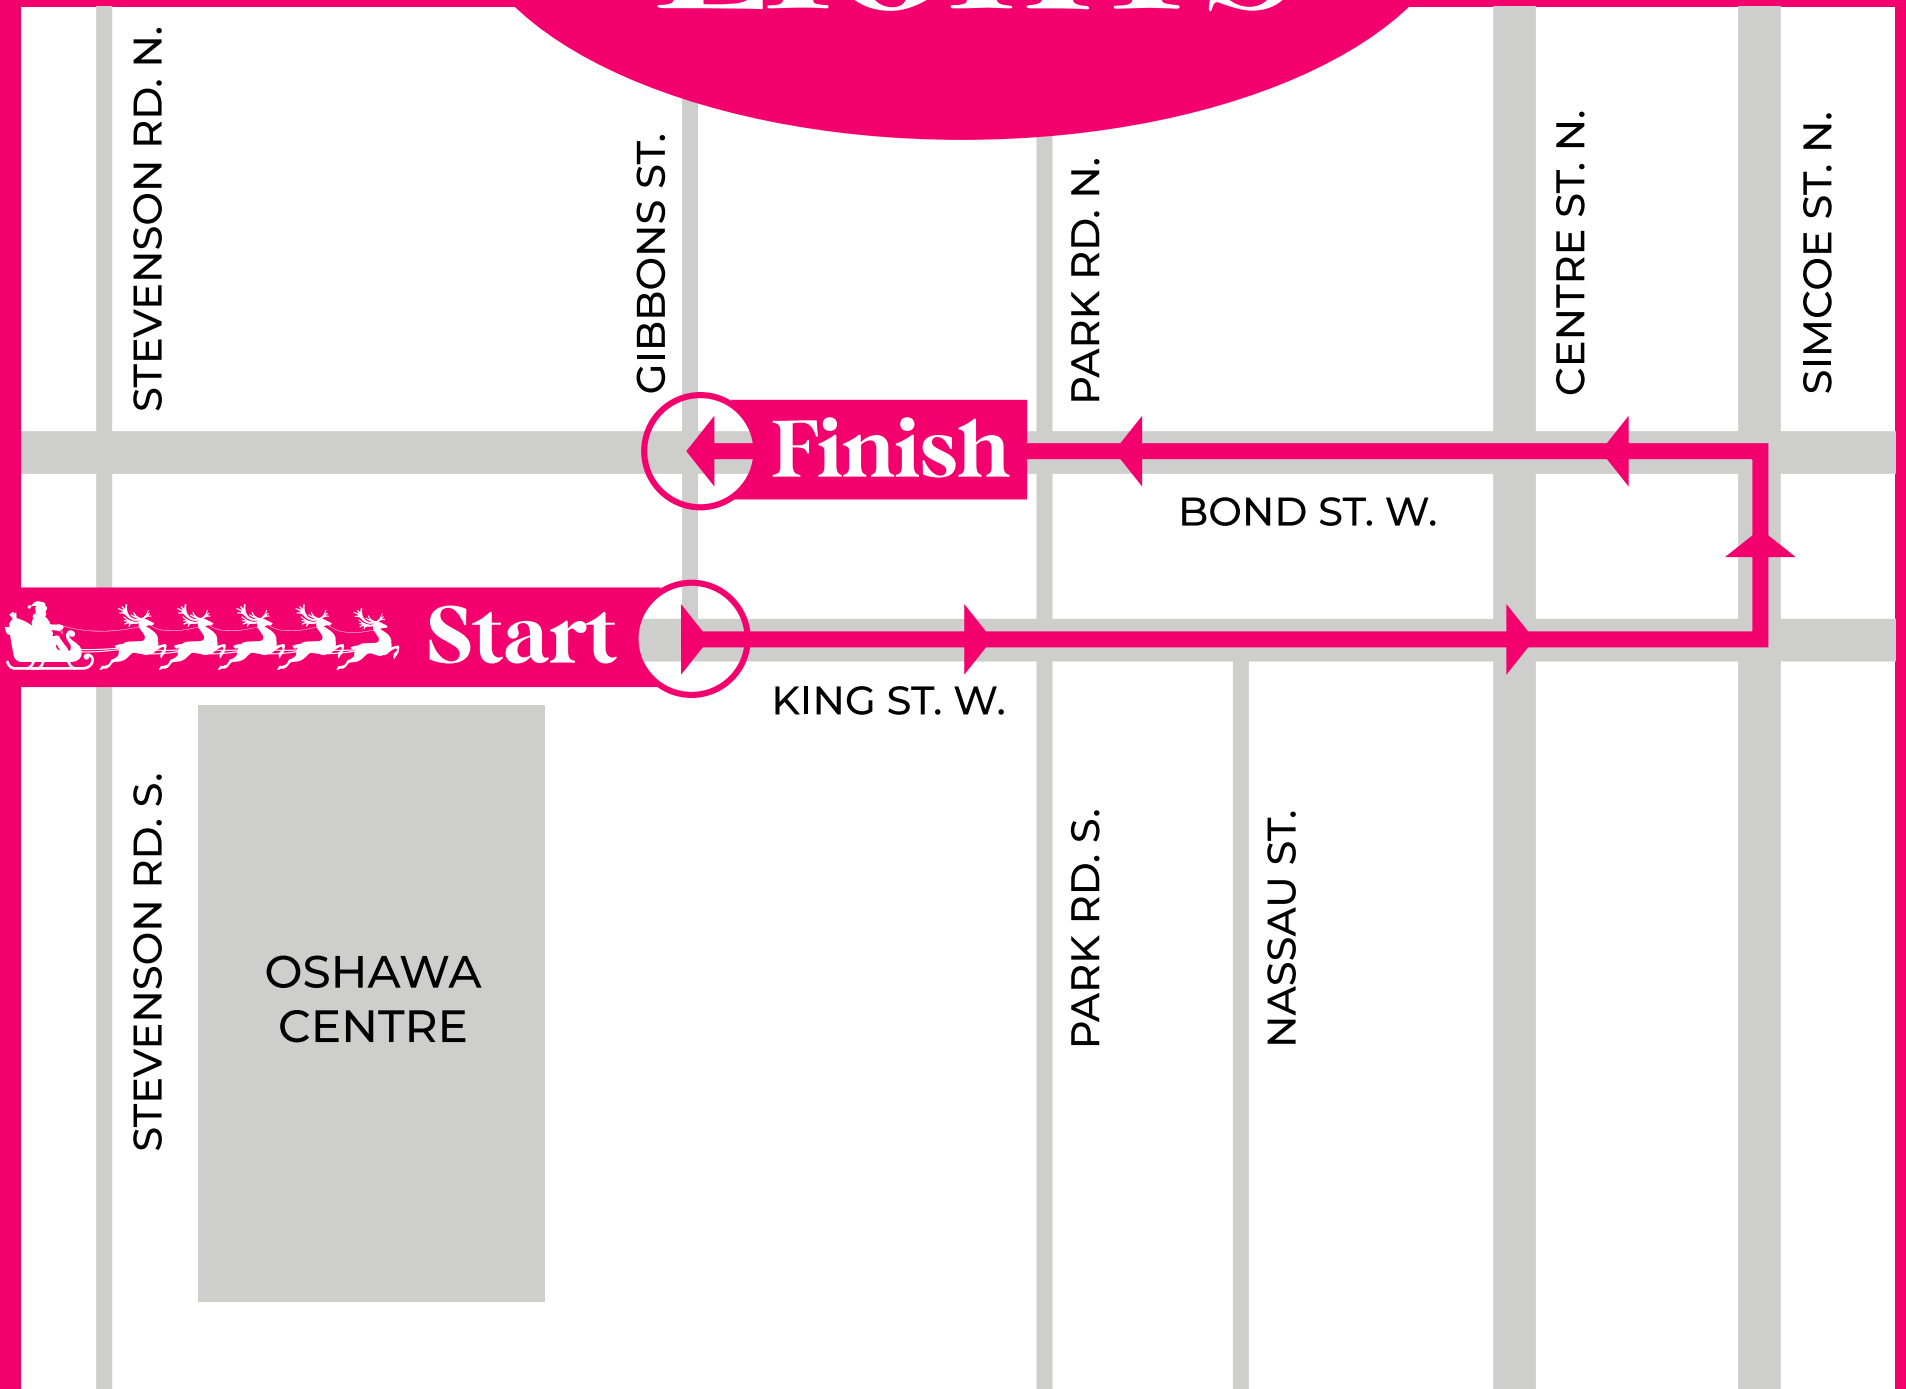 STEVENSON RD. N.
GIBBONS ST.
PARK RD. N.
CENTRE ST. N.
SIMCOE ST. N.
Finish
BOND ST. W.
Start
KING ST. W.
STEVENSON RD. S.
OSHAWA
CENTRE
PARK RD. S.
NASSAU ST.